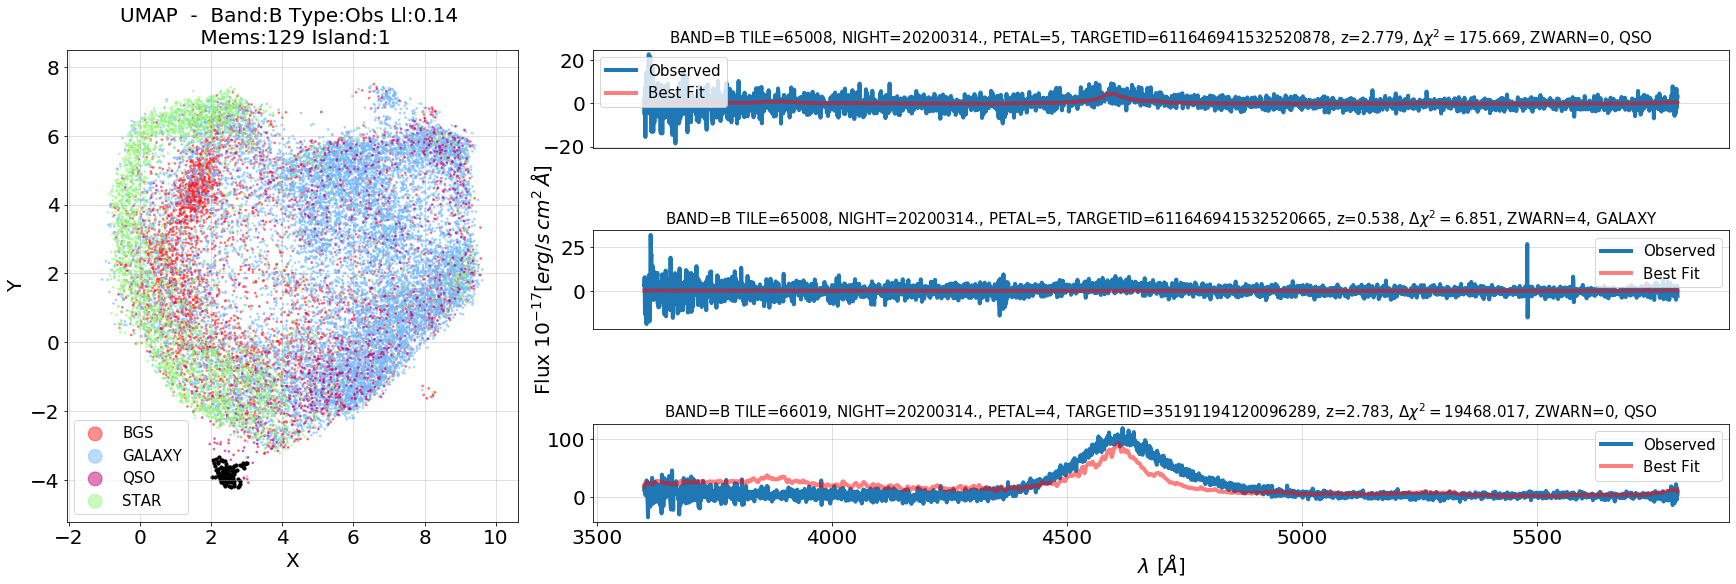 UMAP - Band:B Type:Obs Ll:0.14
Mems:129 Island:1
8
6
4
2
0
−2
−4
Y
BGS
GALAXY
QSO
STAR
−2 0 2 4 6 8 10
X
BAND=B TILE=65008, NIGHT=20200314., PETAL=5, TARGETID=611646941532520878, z=2.779, Δχ² = 175.669, ZWARN=0, QSO
20
0
−20
Observed
Best Fit
Flux 10⁻¹⁷[erg/s cm² Å]
BAND=B TILE=65008, NIGHT=20200314., PETAL=5, TARGETID=611646941532520665, z=0.538, Δχ² = 6.851, ZWARN=4, GALAXY
25
0
Observed
Best Fit
BAND=B TILE=66019, NIGHT=20200314., PETAL=4, TARGETID=35191194120096289, z=2.783, Δχ² = 19468.017, ZWARN=0, QSO
100
0
Observed
Best Fit
3500 4000 4500 5000 5500
λ [Å]